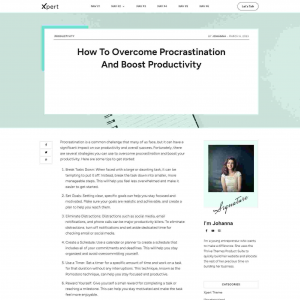 Xpert
Let's Talk
PRODUCTIVITY
How To Overcome Procrastination
And Boost Productivity
Procrastination is a common challenge that many of us face, but it can have a
significant impact on our productivity and overall success. Fortunately, there
are several strategies you can use to overcome procrastination and boost your
productivity. Here are some tips to get started:
1. Break Tasks Down: When faced with a large or daunting task, it can be
tempting to put it off. Instead, break the task down into smaller, more
manageable steps. This will help you feel less overwhelmed and make it
easier to get started.
2. Set Goals: Setting clear, specific goals can help you stay focused and
motivated. Make sure your goals are realistic and achievable, and create a
plan to help you reach them.
3. Eliminate Distractions: Distractions such as social media, email
notifications, and phone calls can be major productivity killers. To eliminate
distractions, turn off notifications and set aside dedicated time for
checking email or social media.
4. Create a Schedule: Use a calendar or planner to create a schedule that
includes all of your commitments and deadlines. This will help you stay
organized and avoid overcommitting yourself.
5. Use a Timer: Set a timer for a specific amount of time and work on a task
for that duration without any interruptions. This technique, known as the
Pomodoro technique, can help you stay focused and productive.
6. Reward Yourself: Give yourself a small reward for completing a task or
reaching a milestone. This can help you stay motivated and make the task
feel more enjoyable.
Signature
I'm Johanna
CATEGORIES